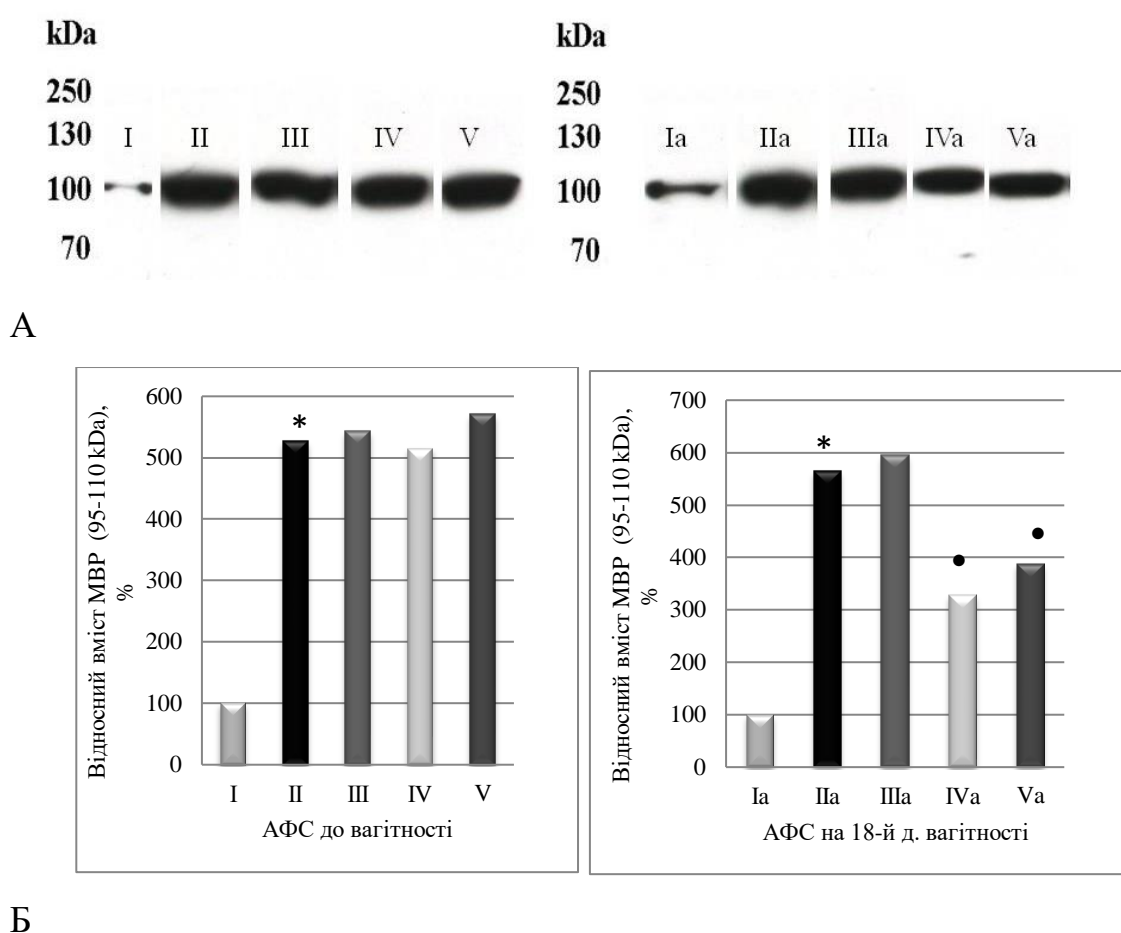 kDa
250
130
100
70
I II III IV V
kDa
250
130
100
70
Ia IIa IIIa IVa Va
А
Відносний вміст МВР (95-110 kDa),
%
600
500
400
300
200
100
0
*
I II III IV V
АФС до вагітності
Відносний вміст МВР (95-110 kDa),
%
700
600
500
400
300
200
100
0
*
•
•
Ia IIa IIIa IVa Va
АФС на 18-й д. вагітності
Б